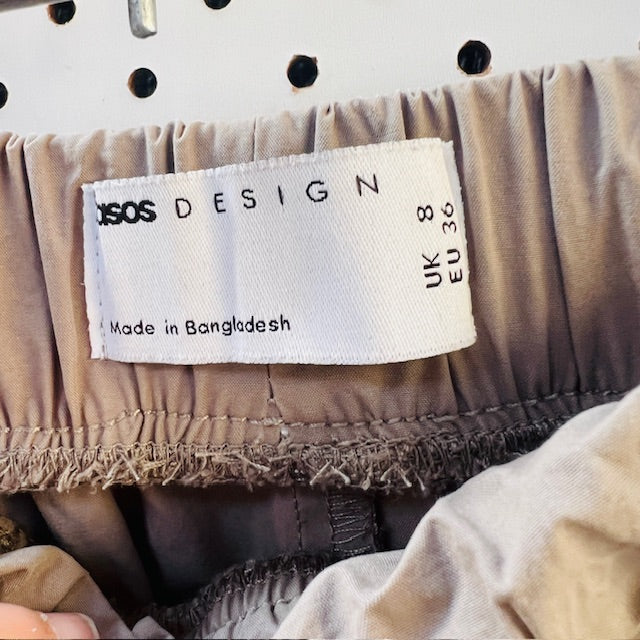 asos DESIGN
UK 8
EU 36
Made in Bangladesh